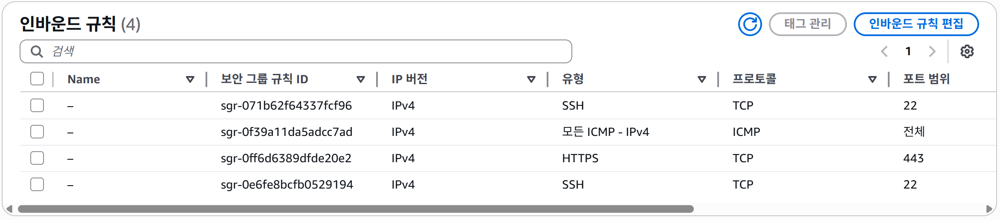 인바운드 규칙 (4)
태그 관리
인바운드 규칙 편집
검색
1
Name 보안 그룹 규칙 ID IP 버전 유형 프로토콜 포트 범위
– sgr-071b62f64337fcf96 IPv4 SSH TCP 22
– sgr-0f39a11da5adcc7ad IPv4 모든 ICMP - IPv4 ICMP 전체
– sgr-0ff6d6389dfde20e2 IPv4 HTTPS TCP 443
– sgr-0e6fe8bcfb0529194 IPv4 SSH TCP 22